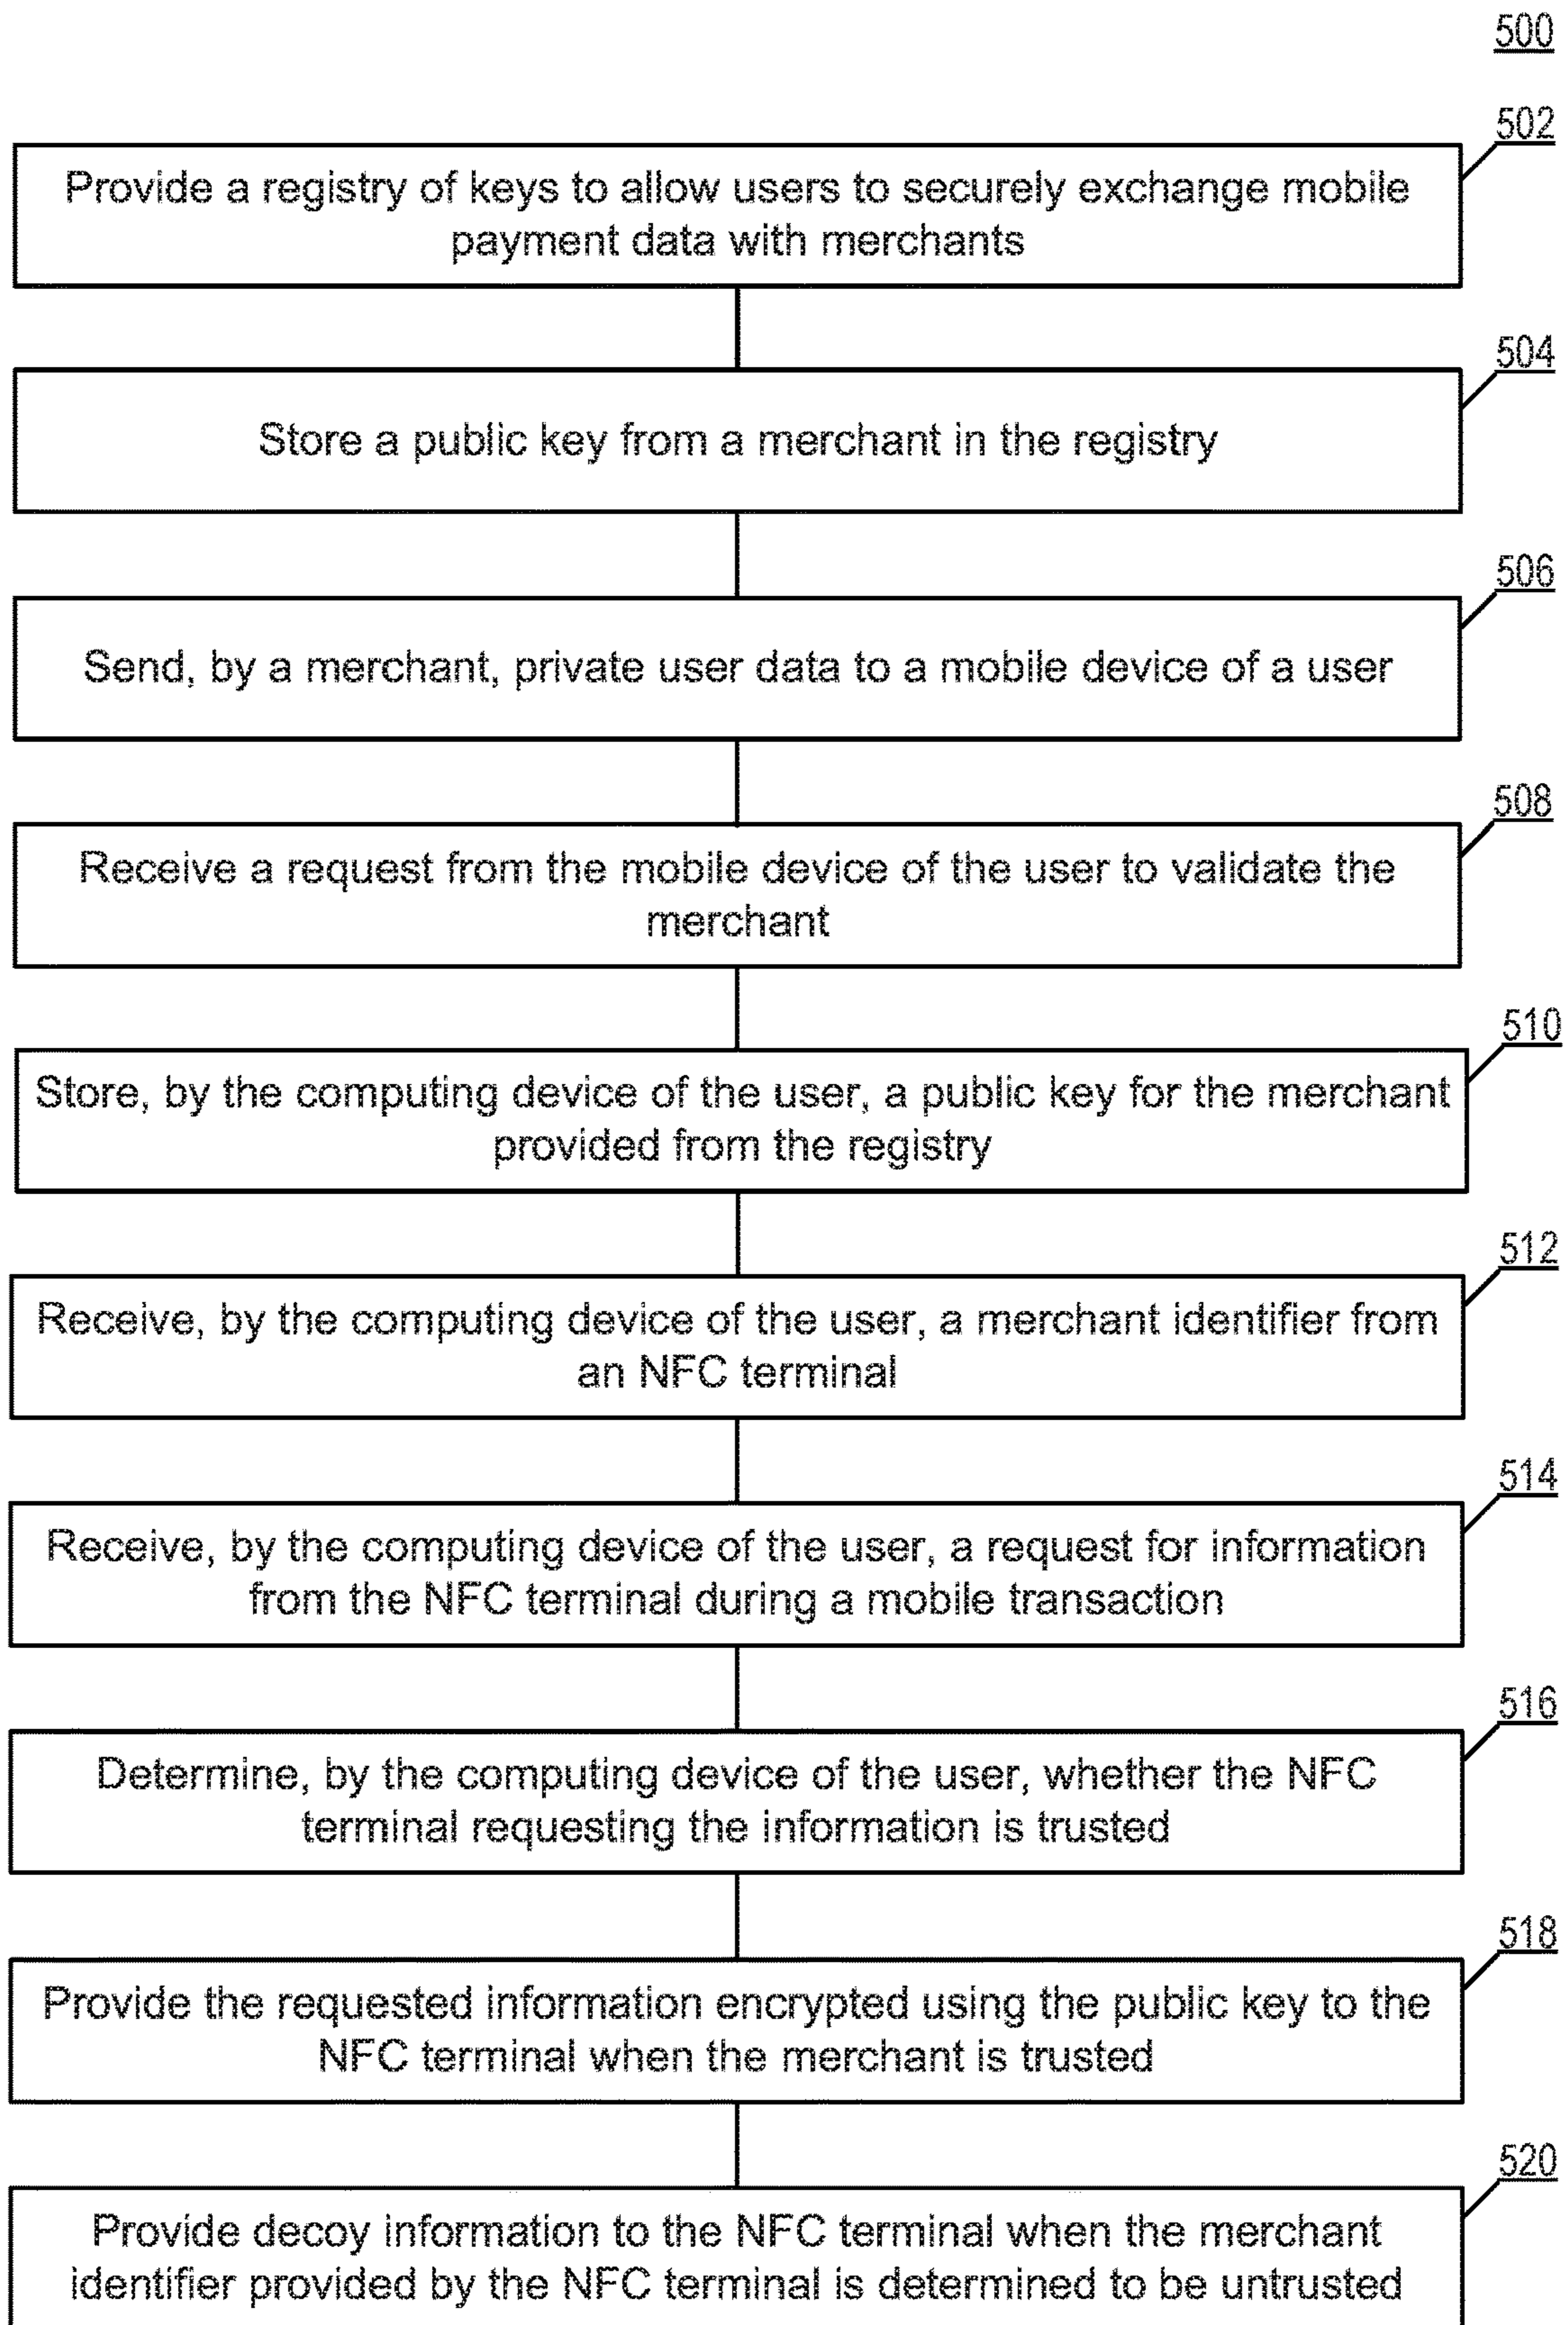 500
502
Provide a registry of keys to allow users to securely exchange mobile
payment data with merchants
504
Store a public key from a merchant in the registry
506
Send, by a merchant, private user data to a mobile device of a user
508
Receive a request from the mobile device of the user to validate the
merchant
510
Store, by the computing device of the user, a public key for the merchant
provided from the registry
512
Receive, by the computing device of the user, a merchant identifier from
an NFC terminal
514
Receive, by the computing device of the user, a request for information
from the NFC terminal during a mobile transaction
516
Determine, by the computing device of the user, whether the NFC
terminal requesting the information is trusted
518
Provide the requested information encrypted using the public key to the
NFC terminal when the merchant is trusted
520
Provide decoy information to the NFC terminal when the merchant
identifier provided by the NFC terminal is determined to be untrusted